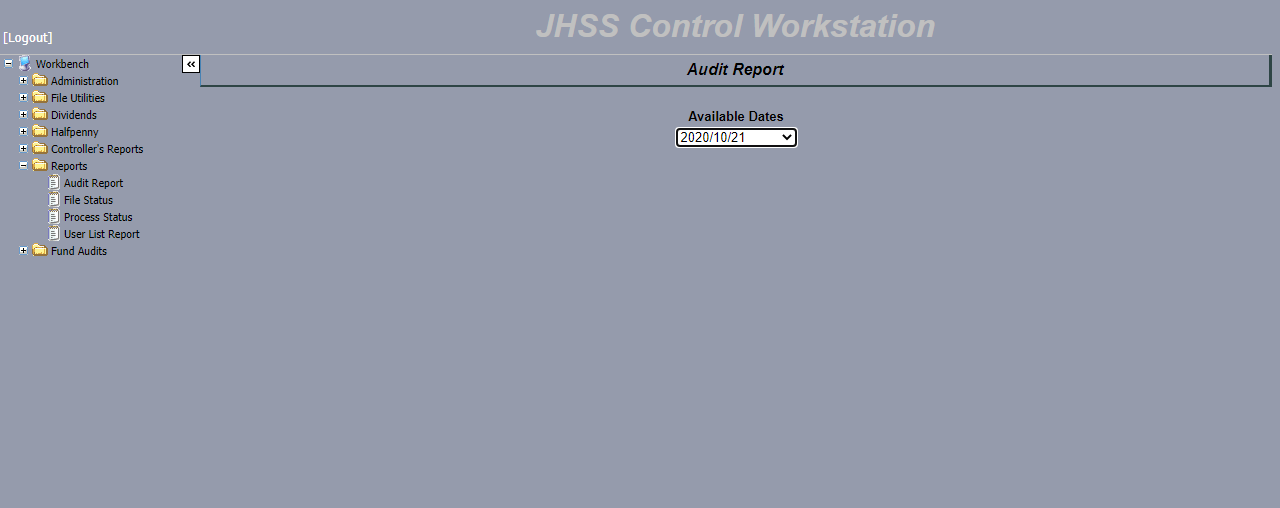 JHSS Control Workstation
[Logout]
Workbench
Administration
File Utilities
Dividends
Halfpenny
Controller's Reports
Reports
Audit Report
File Status
Process Status
User List Report
Fund Audits
«
Audit Report
Available Dates
2020/10/21